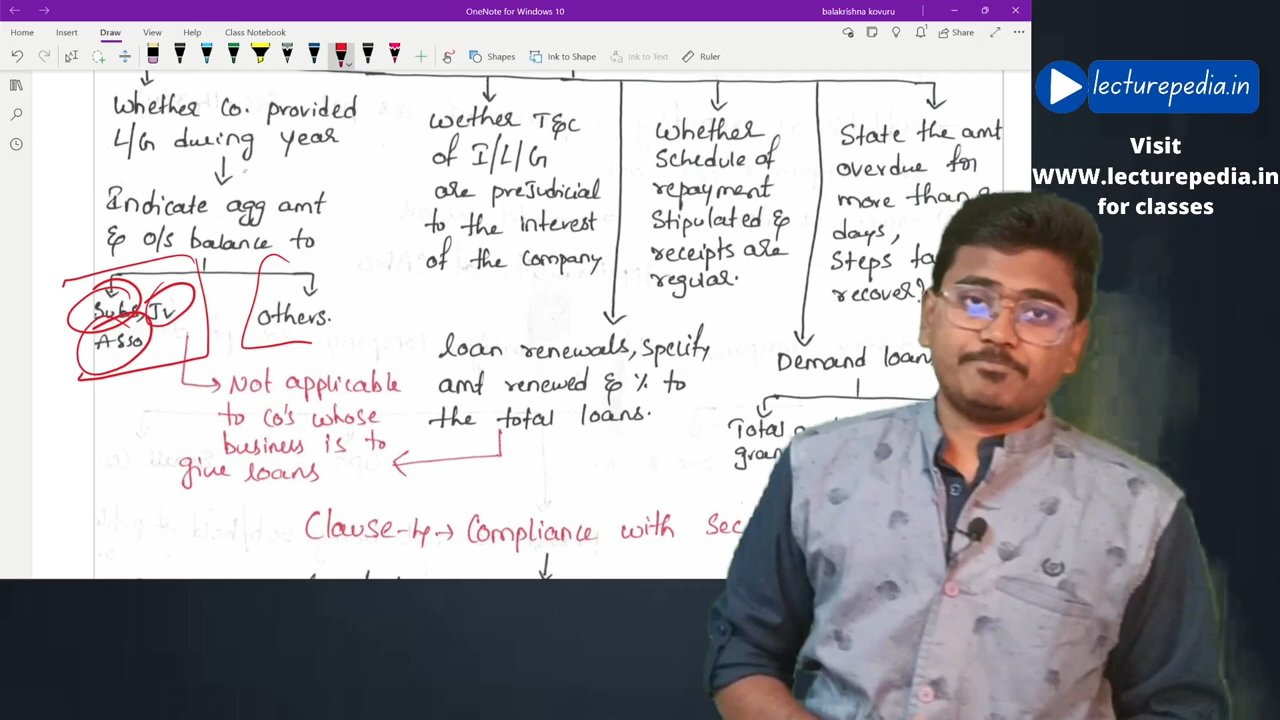 OneNote for Windows 10
balakrishna kovuru
Home
Insert
Draw
View
Help
Class Notebook
Share
Shapes
Ink to Shape
Ink to Text
Ruler
lecturepedia.in
Visit
WWW.lecturepedia.in
for classes
Whether Co. provided
L/G during year
Indicate agg amt
& o/s balance to
Subs, Jv
Asso
others.
Not applicable
to co's whose
business is to
give loans
wether T&C
of I/L/G
are prejudicial
to the interest
of the company
Whether
Schedule of
repayment
Stipulated &
receipts are
regular.
State the amt
overdue for
more than
days,
Steps
recover?
loan renewals, specify
amt renewed & % to
the total loans.
Demand loan
Total
Clause-4 → Compliance with Sec